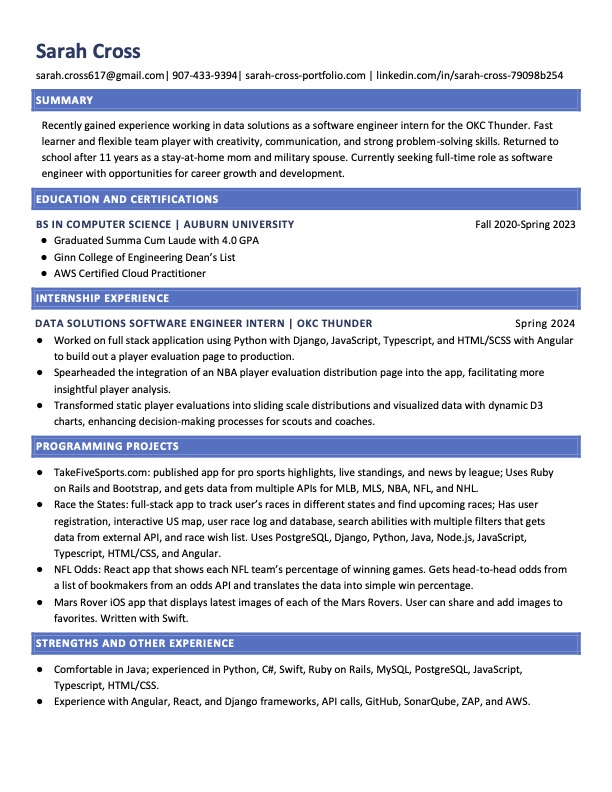 Sarah Cross
sarah.cross617@gmail.com| 907-433-9394| sarah-cross-portfolio.com | linkedin.com/in/sarah-cross-79098b254
SUMMARY
Recently gained experience working in data solutions as a software engineer intern for the OKC Thunder. Fast
learner and flexible team player with creativity, communication, and strong problem-solving skills. Returned to
school after 11 years as a stay-at-home mom and military spouse. Currently seeking full-time role as software
engineer with opportunities for career growth and development.
EDUCATION AND CERTIFICATIONS
BS IN COMPUTER SCIENCE | AUBURN UNIVERSITY Fall 2020-Spring 2023
● Graduated Summa Cum Laude with 4.0 GPA
● Ginn College of Engineering Dean’s List
● AWS Certified Cloud Practitioner
INTERNSHIP EXPERIENCE
DATA SOLUTIONS SOFTWARE ENGINEER INTERN | OKC THUNDER Spring 2024
● Worked on full stack application using Python with Django, JavaScript, Typescript, and HTML/SCSS with Angular
to build out a player evaluation page to production.
● Spearheaded the integration of an NBA player evaluation distribution page into the app, facilitating more
insightful player analysis.
● Transformed static player evaluations into sliding scale distributions and visualized data with dynamic D3
charts, enhancing decision-making processes for scouts and coaches.
PROGRAMMING PROJECTS
● TakeFiveSports.com: published app for pro sports highlights, live standings, and news by league; Uses Ruby
on Rails and Bootstrap, and gets data from multiple APIs for MLB, MLS, NBA, NFL, and NHL.
● Race the States: full-stack app to track user’s races in different states and find upcoming races; Has user
registration, interactive US map, user race log and database, search abilities with multiple filters that gets
data from external API, and race wish list. Uses PostgreSQL, Django, Python, Java, Node.js, JavaScript,
Typescript, HTML/CSS, and Angular.
● NFL Odds: React app that shows each NFL team’s percentage of winning games. Gets head-to-head odds from
a list of bookmakers from an odds API and translates the data into simple win percentage.
● Mars Rover iOS app that displays latest images of each of the Mars Rovers. User can share and add images to
favorites. Written with Swift.
STRENGTHS AND OTHER EXPERIENCE
● Comfortable in Java; experienced in Python, C#, Swift, Ruby on Rails, MySQL, PostgreSQL, JavaScript,
Typescript, HTML/CSS.
● Experience with Angular, React, and Django frameworks, API calls, GitHub, SonarQube, ZAP, and AWS.